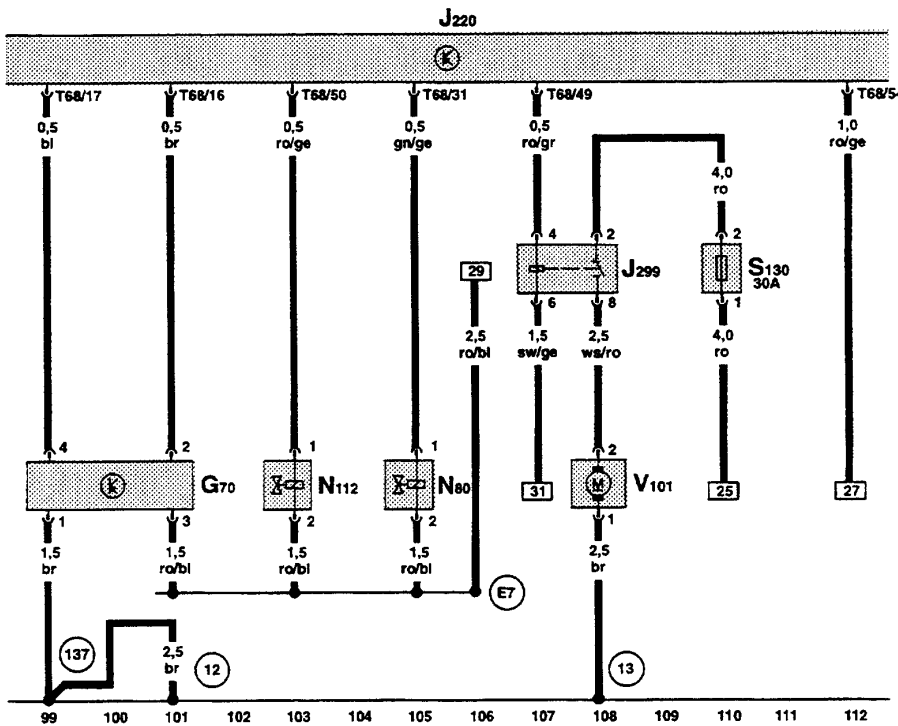 J220
k
T68/17 T68/16 T68/50 T68/31 T68/49 T68/54
0,5 0,5 0,5 0,5 0,5 1,0
bl br ro/ge gn/ge ro/gr ro/ge
4,0
ro
4 2 2
29 J299 S130
30A
6 8 1
2,5 1,5 2,5 4,0
ro/bl sw/ge ws/ro ro
4 2 1 1 2
k G70 N112 N80 31 M V101 25 27
1 3 2 2 1
1,5 1,5 1,5 1,5 2,5
br ro/bl ro/bl ro/bl br
E7
137 2,5 12 13
br
99 100 101 102 103 104 105 106 107 108 109 110 111 112